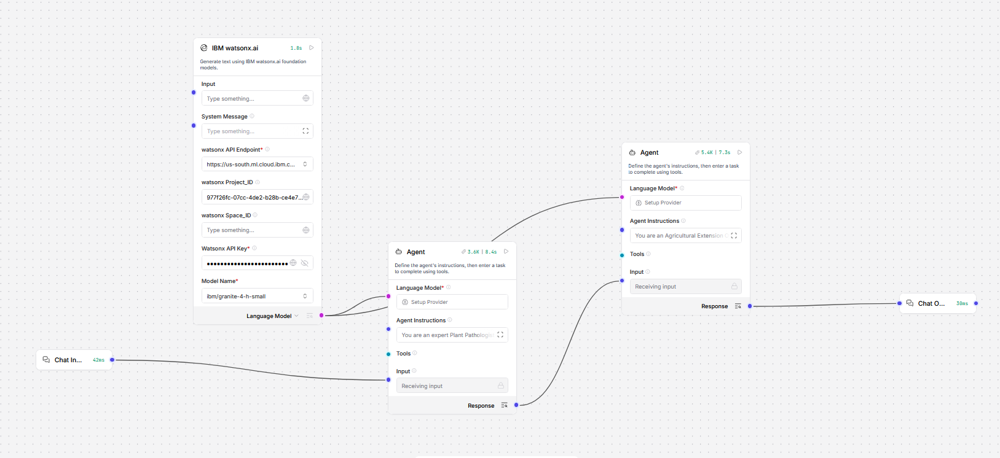 IBM watsonx.ai 1.8s
Generate text using IBM watsonx.ai foundation
models.
Input
Type something...
System Message
Type something...
watsonx API Endpoint*
https://us-south.ml.cloud.ibm.c...
watsonx Project_ID
977f26fc-07cc-4de2-b28b-ce4e7...
watsonx Space_ID
Type something...
Watsonx API Key*
••••••••••••••••••••••••
Model Name*
ibm/granite-4-h-small
Language Model
Chat In... 42ms
Agent 3.6K | 8.4s
Define the agent's instructions, then enter a task
to complete using tools.
Language Model*
Setup Provider
Agent Instructions
You are an expert Plant Pathologis
Tools
Input
Receiving input
Response
Agent 5.4K | 7.3s
Define the agent's instructions, then enter a task
to complete using tools.
Language Model*
Setup Provider
Agent Instructions
You are an Agricultural Extension
Tools
Input
Receiving input
Response
Chat O... 30ms